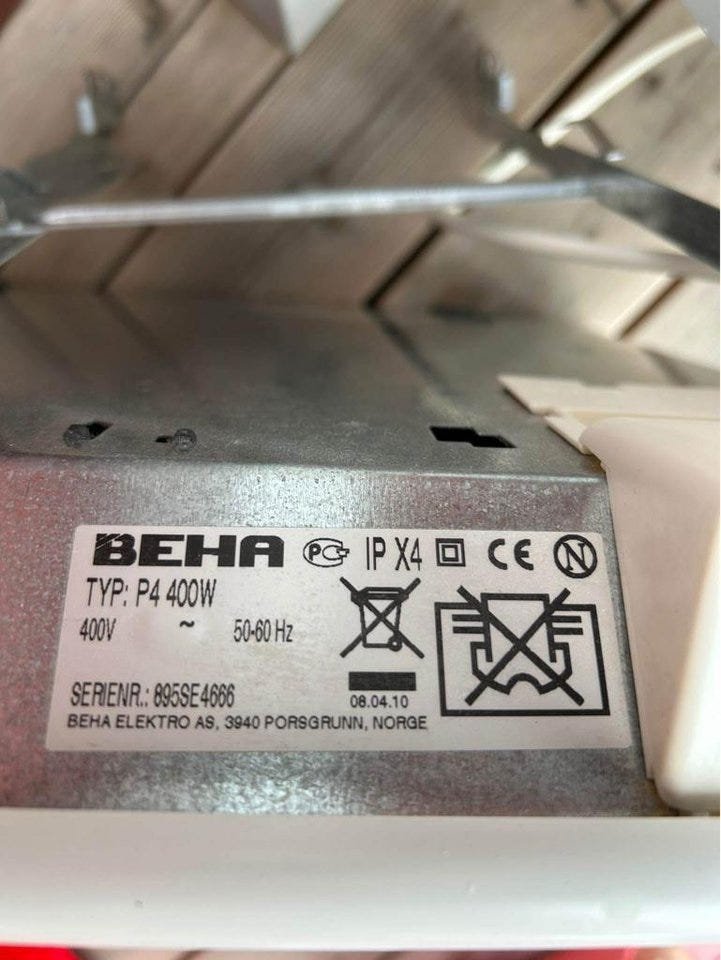 BEHA PG IP X4 CE N
TYP: P4 400W
400V ~ 50-60 Hz
SERIENR.: 895SE4666
08.04.10
BEHA ELEKTRO AS, 3940 PORSGRUNN, NORGE